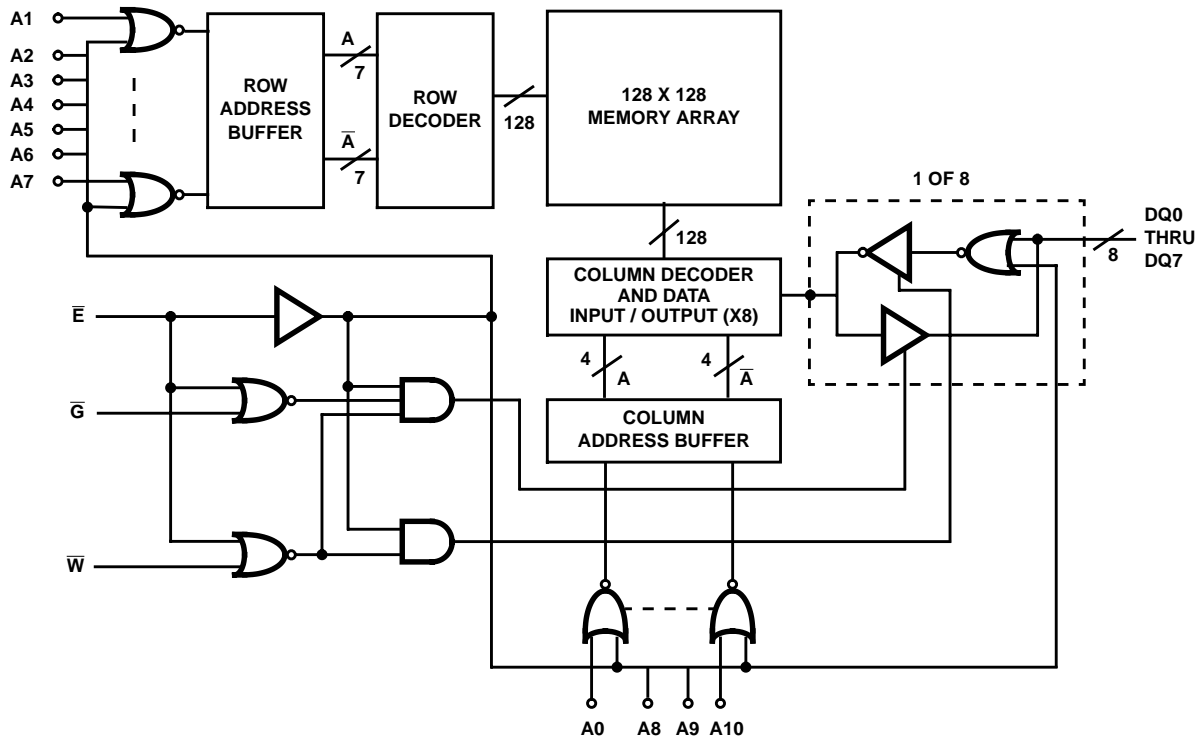 A1
A2
A3
A4
A5
A6
A7
ROW
ADDRESS
BUFFER
A
7
A̅
7
ROW
DECODER
128
128 X 128
MEMORY ARRAY
128
1 OF 8
DQ0
THRU
DQ7
8
COLUMN DECODER
AND DATA
INPUT / OUTPUT (X8)
4
A
4
A̅
COLUMN
ADDRESS BUFFER
E̅
G̅
W̅
A0
A8
A9
A10